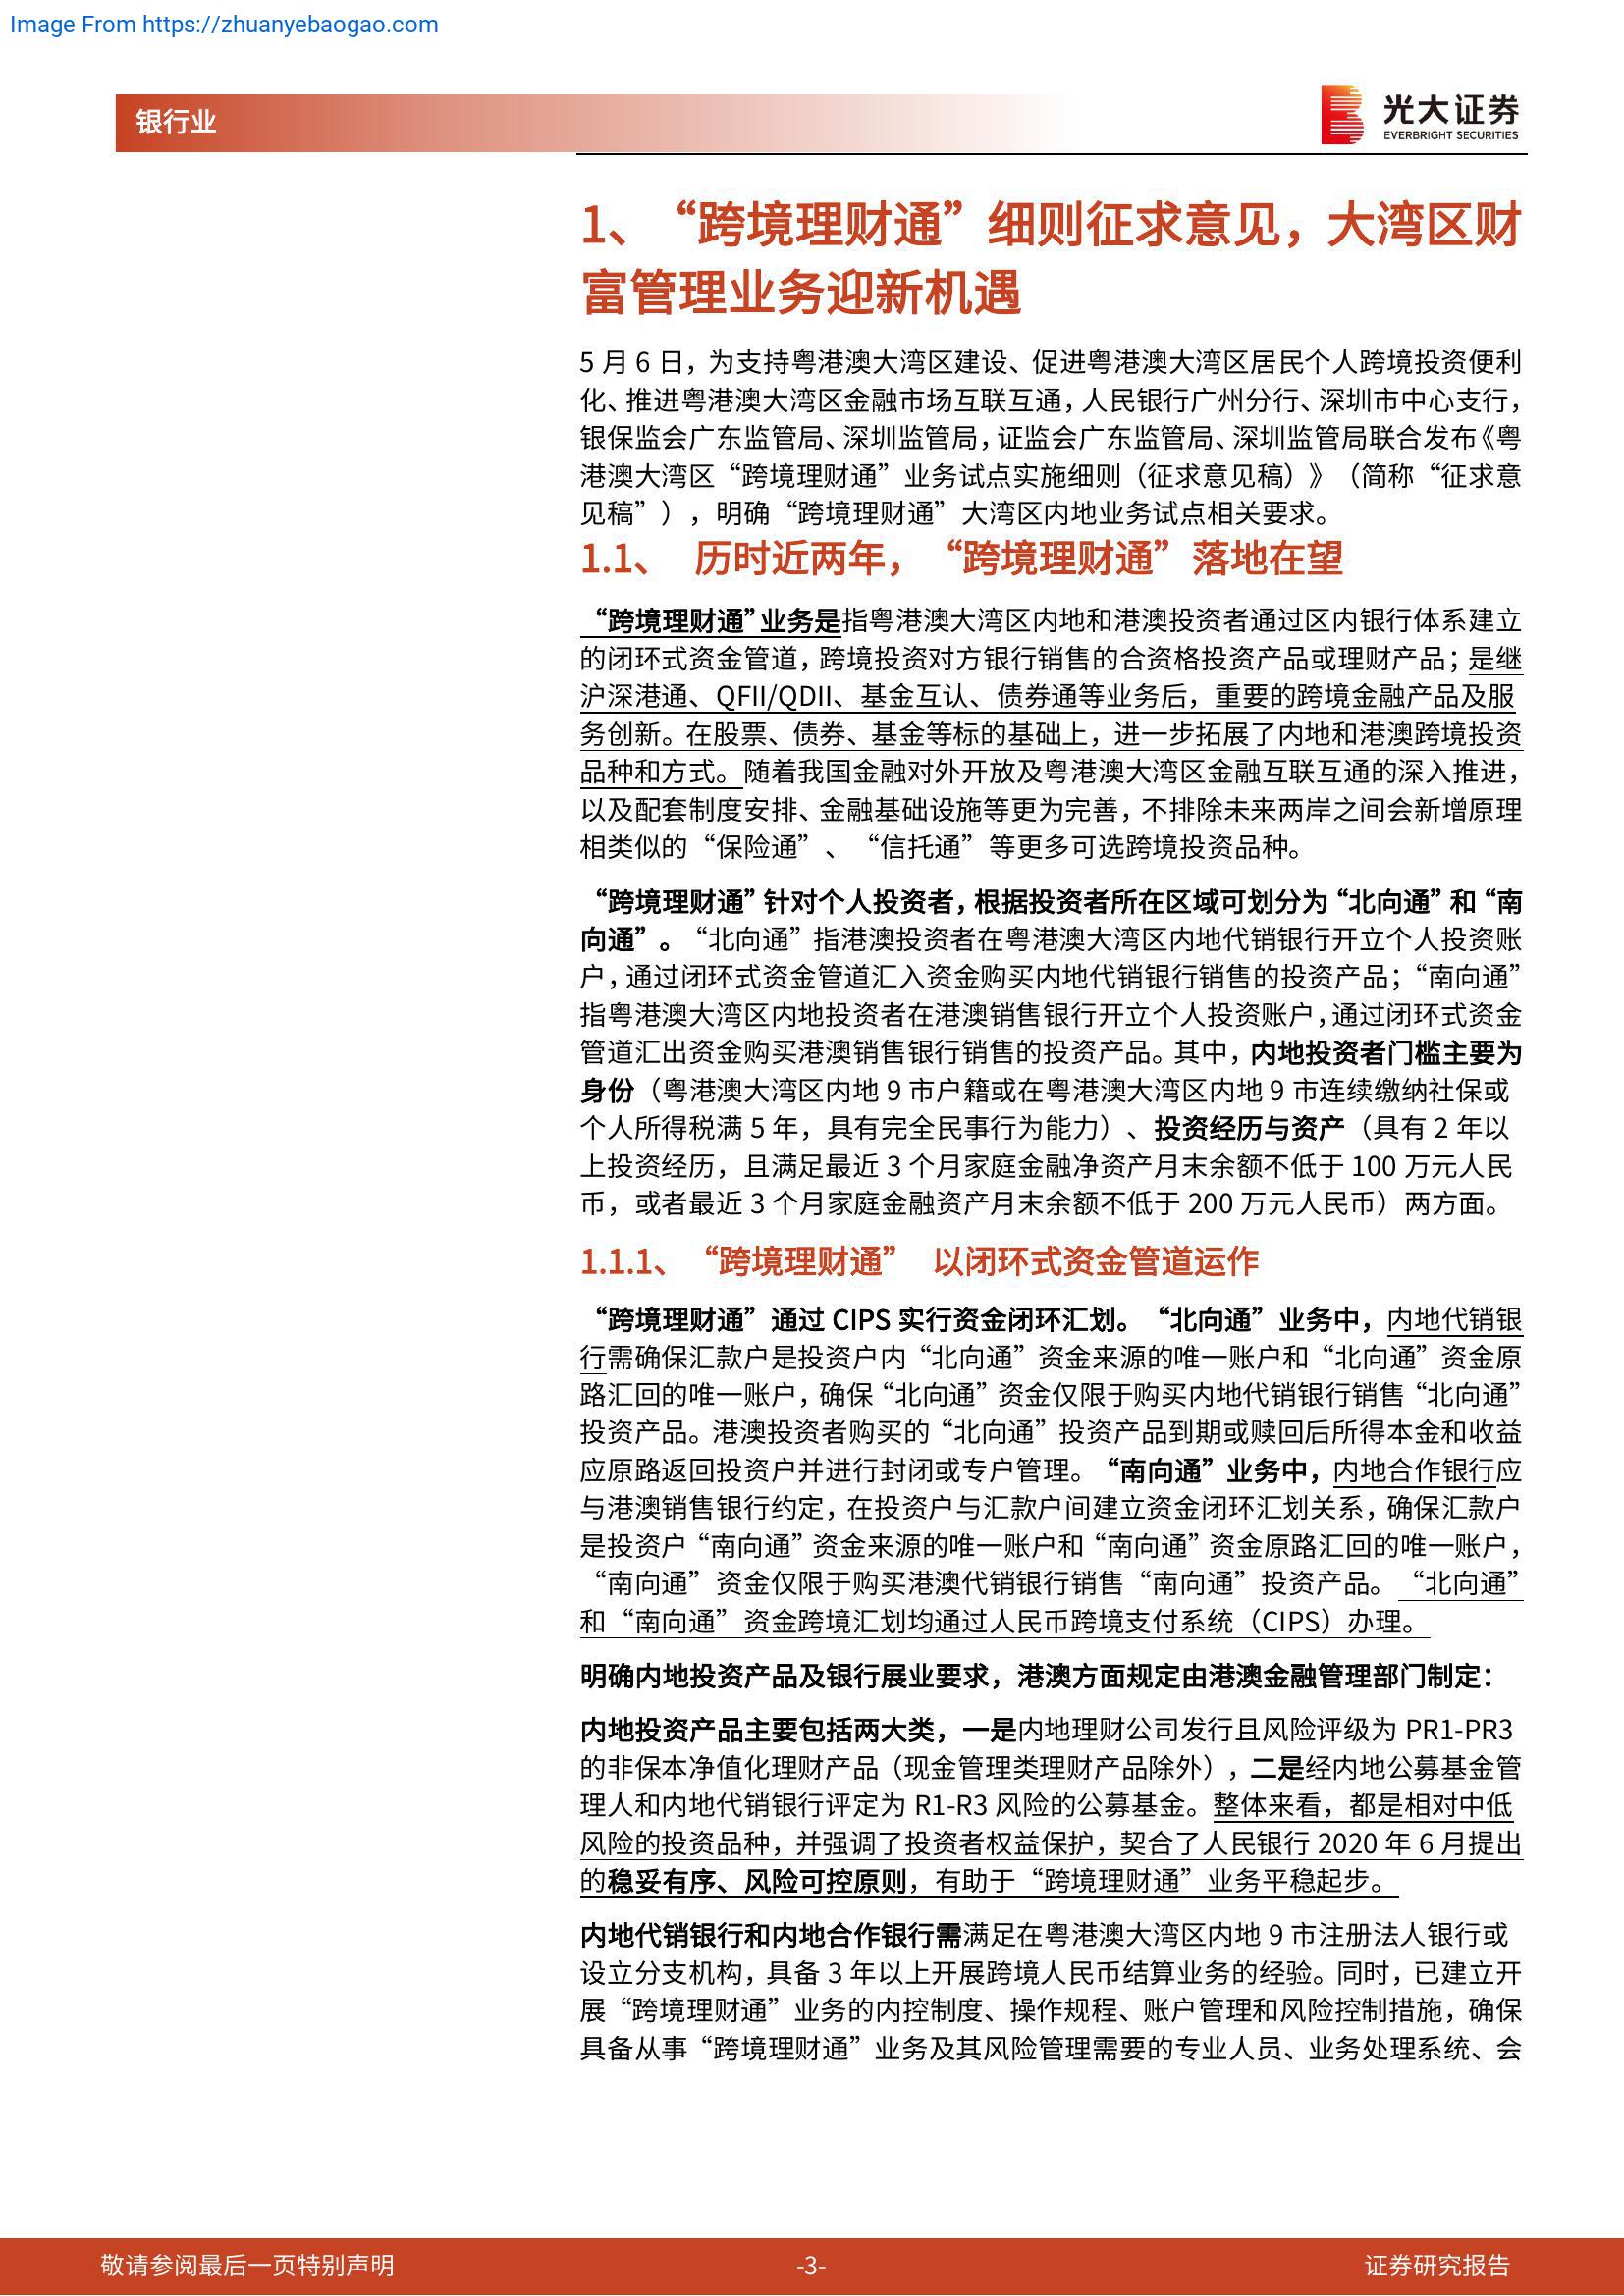 Image From https://zhuanyebaogao.com
银行业
光大证券
EVERBRIGHT SECURITIES
1、“跨境理财通”细则征求意见，大湾区财
富管理业务迎新机遇
5 月 6 日，为支持粤港澳大湾区建设、促进粤港澳大湾区居民个人跨境投资便利
化、推进粤港澳大湾区金融市场互联互通，人民银行广州分行、深圳市中心支行，
银保监会广东监管局、深圳监管局，证监会广东监管局、深圳监管局联合发布《粤
港澳大湾区“跨境理财通”业务试点实施细则（征求意见稿）》（简称“征求意
见稿”），明确“跨境理财通”大湾区内地业务试点相关要求。
1.1、 历时近两年，“跨境理财通”落地在望
“跨境理财通”业务是指粤港澳大湾区内地和港澳投资者通过区内银行体系建立
的闭环式资金管道，跨境投资对方银行销售的合资格投资产品或理财产品；是继
沪深港通、QFII/QDII、基金互认、债券通等业务后，重要的跨境金融产品及服
务创新。在股票、债券、基金等标的基础上，进一步拓展了内地和港澳跨境投资
品种和方式。随着我国金融对外开放及粤港澳大湾区金融互联互通的深入推进，
以及配套制度安排、金融基础设施等更为完善，不排除未来两岸之间会新增原理
相类似的“保险通”、“信托通”等更多可选跨境投资品种。
“跨境理财通”针对个人投资者，根据投资者所在区域可划分为“北向通”和“南
向通”。“北向通”指港澳投资者在粤港澳大湾区内地代销银行开立个人投资账
户，通过闭环式资金管道汇入资金购买内地代销银行销售的投资产品；“南向通”
指粤港澳大湾区内地投资者在港澳销售银行开立个人投资账户，通过闭环式资金
管道汇出资金购买港澳销售银行销售的投资产品。其中，内地投资者门槛主要为
身份（粤港澳大湾区内地 9 市户籍或在粤港澳大湾区内地 9 市连续缴纳社保或
个人所得税满 5 年，具有完全民事行为能力）、投资经历与资产（具有 2 年以
上投资经历，且满足最近 3 个月家庭金融净资产月末余额不低于 100 万元人民
币，或者最近 3 个月家庭金融资产月末余额不低于 200 万元人民币）两方面。
1.1.1、“跨境理财通” 以闭环式资金管道运作
“跨境理财通”通过 CIPS 实行资金闭环汇划。“北向通”业务中，内地代销银
行需确保汇款户是投资户内“北向通”资金来源的唯一账户和“北向通”资金原
路汇回的唯一账户，确保“北向通”资金仅限于购买内地代销银行销售“北向通”
投资产品。港澳投资者购买的“北向通”投资产品到期或赎回后所得本金和收益
应原路返回投资户并进行封闭或专户管理。“南向通”业务中，内地合作银行应
与港澳销售银行约定，在投资户与汇款户间建立资金闭环汇划关系，确保汇款户
是投资户“南向通”资金来源的唯一账户和“南向通”资金原路汇回的唯一账户，
“南向通”资金仅限于购买港澳代销银行销售“南向通”投资产品。“北向通”
和“南向通”资金跨境汇划均通过人民币跨境支付系统（CIPS）办理。
明确内地投资产品及银行展业要求，港澳方面规定由港澳金融管理部门制定：
内地投资产品主要包括两大类，一是内地理财公司发行且风险评级为 PR1-PR3
的非保本净值化理财产品（现金管理类理财产品除外），二是经内地公募基金管
理人和内地代销银行评定为 R1-R3 风险的公募基金。整体来看，都是相对中低
风险的投资品种，并强调了投资者权益保护，契合了人民银行 2020 年 6 月提出
的稳妥有序、风险可控原则，有助于“跨境理财通”业务平稳起步。
内地代销银行和内地合作银行需满足在粤港澳大湾区内地 9 市注册法人银行或
设立分支机构，具备 3 年以上开展跨境人民币结算业务的经验。同时，已建立开
展“跨境理财通”业务的内控制度、操作规程、账户管理和风险控制措施，确保
具备从事“跨境理财通”业务及其风险管理需要的专业人员、业务处理系统、会
敬请参阅最后一页特别声明
-3-
证券研究报告